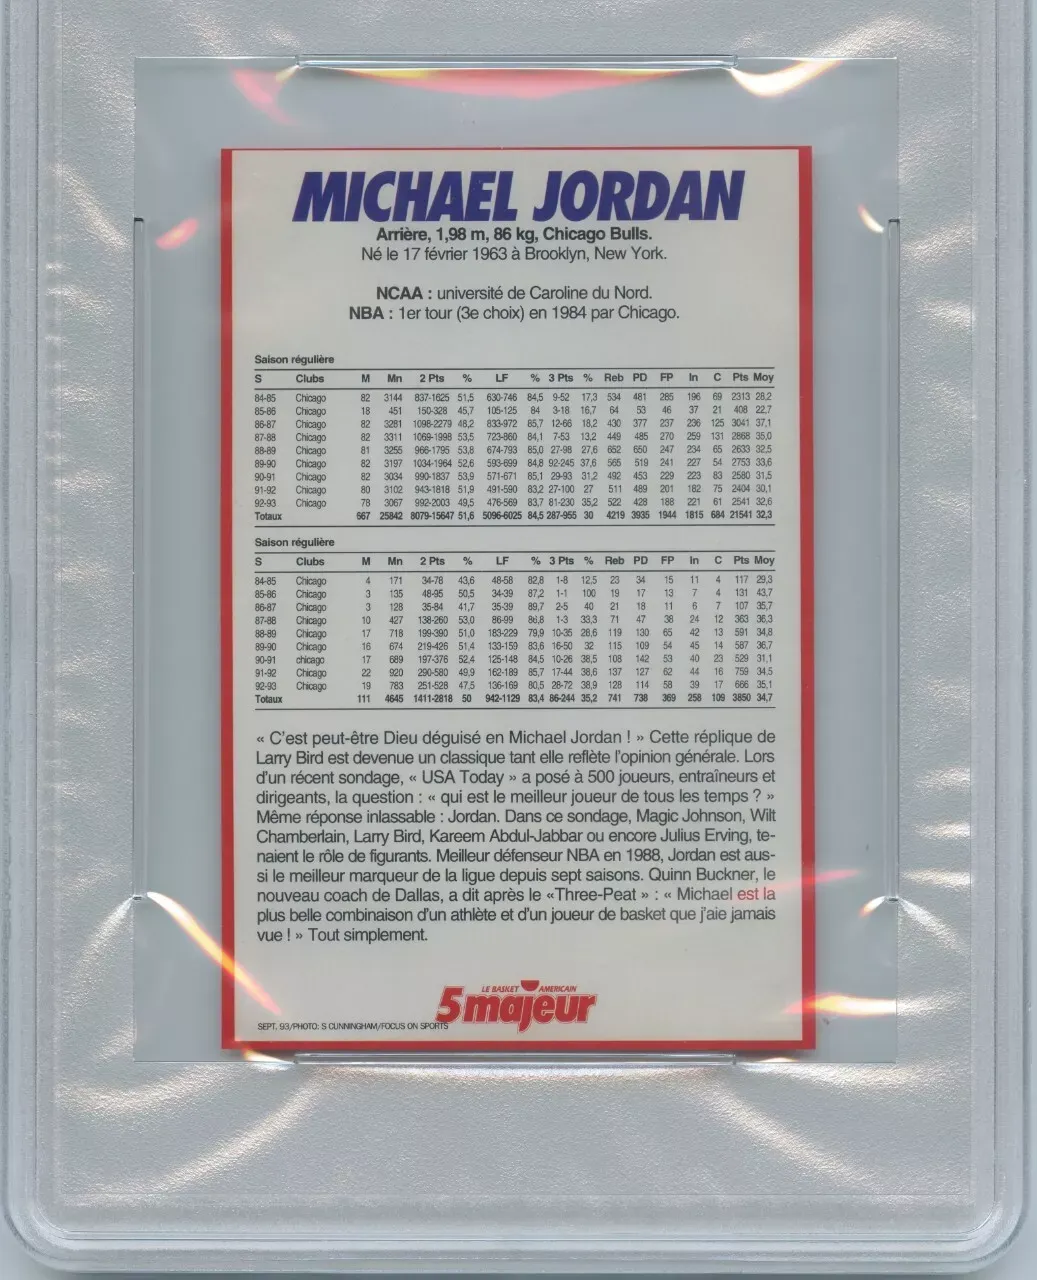 MICHAEL JORDAN
Arrière, 1,98 m, 86 kg, Chicago Bulls.
Né le 17 février 1963 à Brooklyn, New York.
NCAA : université de Caroline du Nord.
NBA : 1er tour (3e choix) en 1984 par Chicago.
Saison régulière
S Clubs M Mn 2 Pts % LF % 3 Pts % Reb PD FP In C Pts Moy
84-85 Chicago 82 3144 837-1625 51,5 630-746 84,5 9-52 17,3 534 481 285 196 69 2313 28,2
85-86 Chicago 18 451 150-328 45,7 105-125 84 3-18 16,7 64 53 46 37 21 408 22,7
86-87 Chicago 82 3281 1098-2279 48,2 833-972 85,7 12-66 18,2 430 377 237 236 125 3041 37,1
87-88 Chicago 82 3311 1069-1998 53,5 723-860 84,1 7-53 13,2 449 485 270 259 131 2868 35,0
88-89 Chicago 81 3255 966-1795 53,8 674-793 85,0 27-98 27,6 652 650 247 234 65 2633 32,5
89-90 Chicago 82 3197 1034-1964 52,6 593-699 84,8 92-245 37,6 565 519 241 227 54 2753 33,6
90-91 Chicago 82 3034 990-1837 53,9 571-671 85,1 29-93 31,2 492 453 229 223 83 2580 31,5
91-92 Chicago 80 3102 943-1818 51,9 491-590 83,2 27-100 27 511 489 201 182 75 2404 30,1
92-93 Chicago 78 3067 992-2003 49,5 476-569 83,7 81-230 35,2 522 428 188 221 61 2541 32,6
Totaux 667 25842 8079-15647 51,6 5096-6025 84,5 287-955 30 4219 3935 1944 1815 684 21541 32,3
Saison régulière
S Clubs M Mn 2 Pts % LF % 3 Pts % Reb PD FP In C Pts Moy
84-85 Chicago 4 171 34-78 43,6 48-58 82,8 1-8 12,5 23 34 15 11 4 117 29,3
85-86 Chicago 3 135 48-95 50,5 34-39 87,2 1-1 100 19 17 13 7 4 131 43,7
86-87 Chicago 3 128 35-84 41,7 35-39 89,7 2-5 40 21 18 11 6 7 107 35,7
87-88 Chicago 10 427 138-260 53,0 86-99 86,8 1-3 33,3 71 47 38 24 12 363 36,3
88-89 Chicago 17 718 199-390 51,0 183-229 79,9 10-35 28,6 119 130 65 42 13 591 34,8
89-90 Chicago 16 674 219-426 51,4 133-159 83,6 16-50 32 115 109 54 45 14 587 36,7
90-91 chicago 17 689 197-376 52,4 125-148 84,5 10-26 38,5 108 142 53 40 23 529 31,1
91-92 Chicago 22 920 290-580 49,9 162-189 85,7 17-44 38,6 137 127 62 44 16 759 34,5
92-93 Chicago 19 783 251-528 47,5 136-169 80,5 28-72 38,9 128 114 58 39 17 666 35,1
Totaux 111 4645 1411-2818 50 942-1129 83,4 86-244 35,2 741 738 369 258 109 3850 34,7
« C'est peut-être Dieu déguisé en Michael Jordan ! » Cette réplique de
Larry Bird est devenue un classique tant elle reflète l'opinion générale. Lors
d'un récent sondage, « USA Today » a posé à 500 joueurs, entraîneurs et
dirigeants, la question : « qui est le meilleur joueur de tous les temps ? »
Même réponse inlassable : Jordan. Dans ce sondage, Magic Johnson, Wilt
Chamberlain, Larry Bird, Kareem Abdul-Jabbar ou encore Julius Erving, te-
naient le rôle de figurants. Meilleur défenseur NBA en 1988, Jordan est aus-
si le meilleur marqueur de la ligue depuis sept saisons. Quinn Buckner, le
nouveau coach de Dallas, a dit après le «Three-Peat » : « Michael est la
plus belle combinaison d'un athlète et d'un joueur de basket que j'aie jamais
vue ! » Tout simplement.
LE BASKET AMERICAIN
5 majeur
SEPT. 93/PHOTO: S CUNNINGHAM/FOCUS ON SPORTS